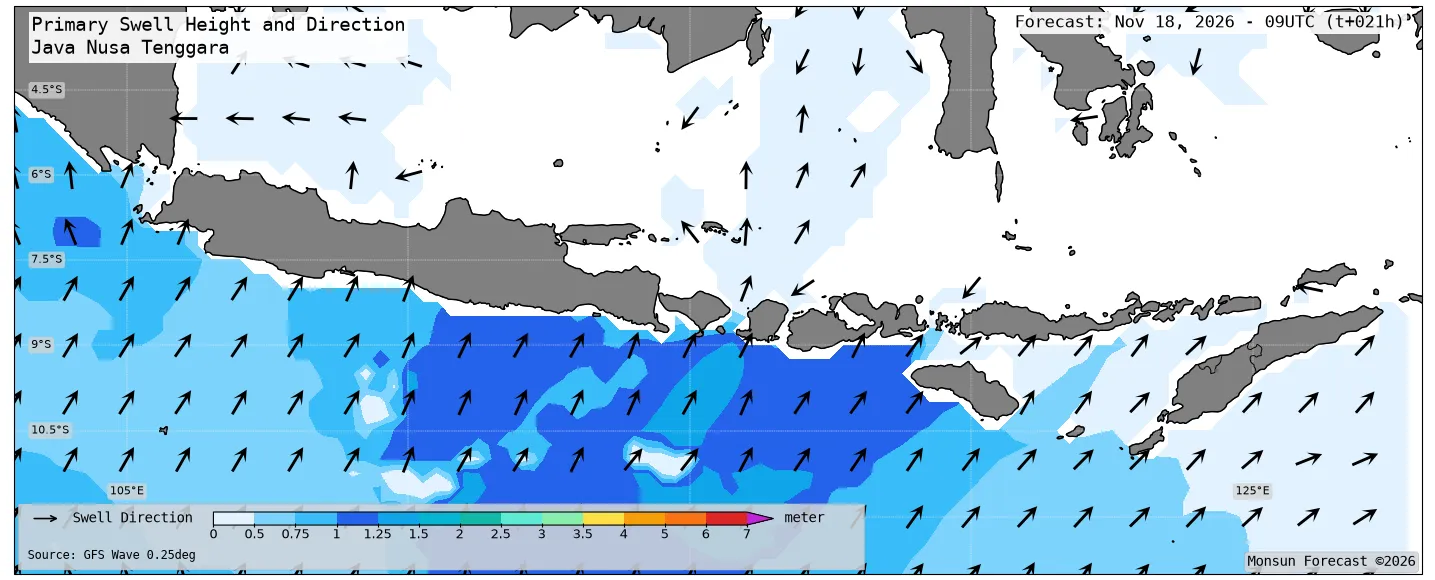 Primary Swell Height and Direction
Java Nusa Tenggara
Forecast: Nov 18, 2026 - 09UTC (t+021h)
4.5°S
6°S
7.5°S
9°S
10.5°S
105°E
125°E
Swell Direction
0 0.5 0.75 1 1.25 1.5 2 2.5 3 3.5 4 5 6 7
meter
Source: GFS Wave 0.25deg
Monsun Forecast ©2026